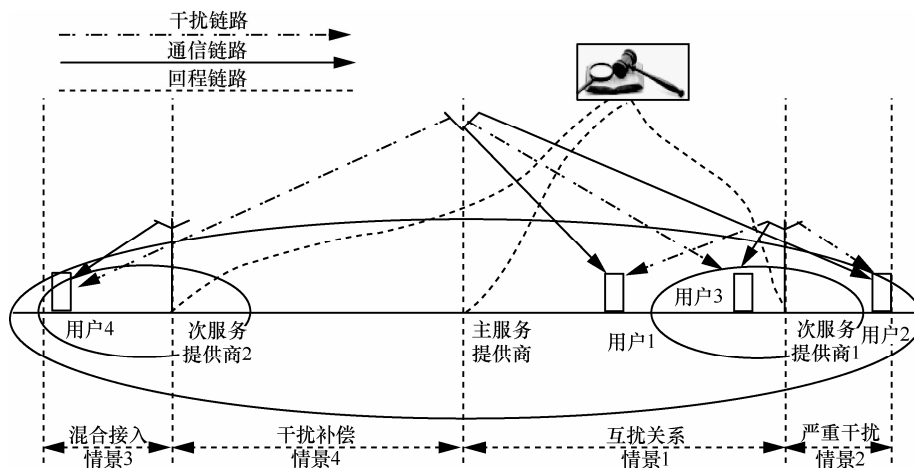 干扰链路
通信链路
回程链路
用户4
次服务
提供商2
主服务
提供商
用户1
用户3
次服务
提供商1
用户2
混合接入
情景3
干扰补偿
情景4
互扰关系
情景1
严重干扰
情景2